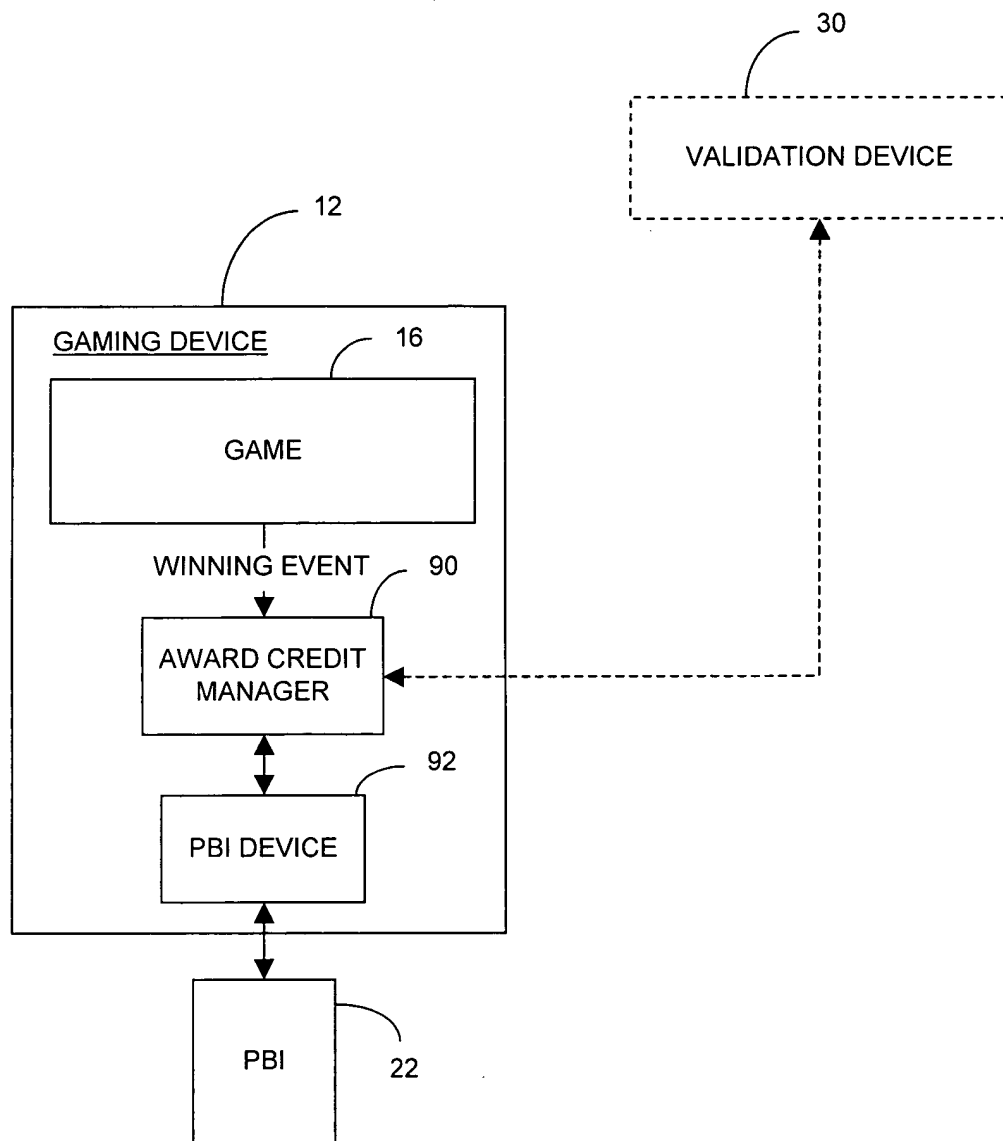 30
VALIDATION DEVICE
12
GAMING DEVICE
16
GAME
WINNING EVENT
90
AWARD CREDIT
MANAGER
92
PBI DEVICE
PBI
22